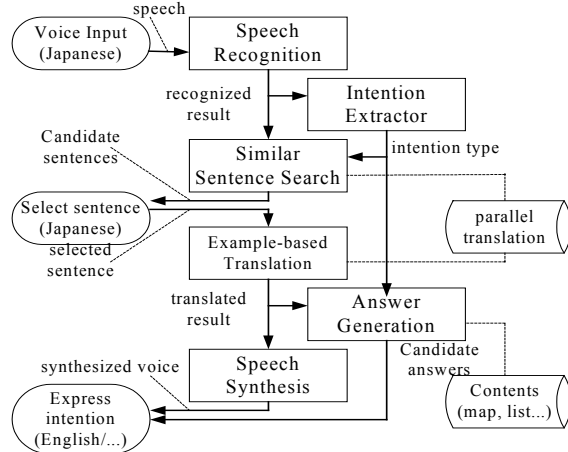 speech
Voice Input
(Japanese)
Speech
Recognition
recognized
result
Intention
Extractor
Candidate
sentences
Similar
Sentence Search
intention type
Select sentence
(Japanese)
selected
sentence
parallel
translation
Example-based
Translation
translated
result
Answer
Generation
Candidate
answers
synthesized voice
Speech
Synthesis
Express
intention
(English/...)
Contents
(map, list...)